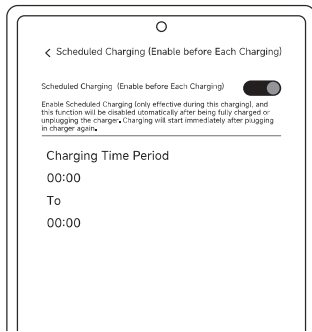 Scheduled Charging (Enable before Each Charging)
Scheduled Charging (Enable before Each Charging)
Enable Scheduled Charging (only effective during this charging), and
this function will be disabled utomatically after being fully charged or
unplugging the charger. Charging will start immediately after plugging
in charger again.
Charging Time Period
00:00
To
00:00